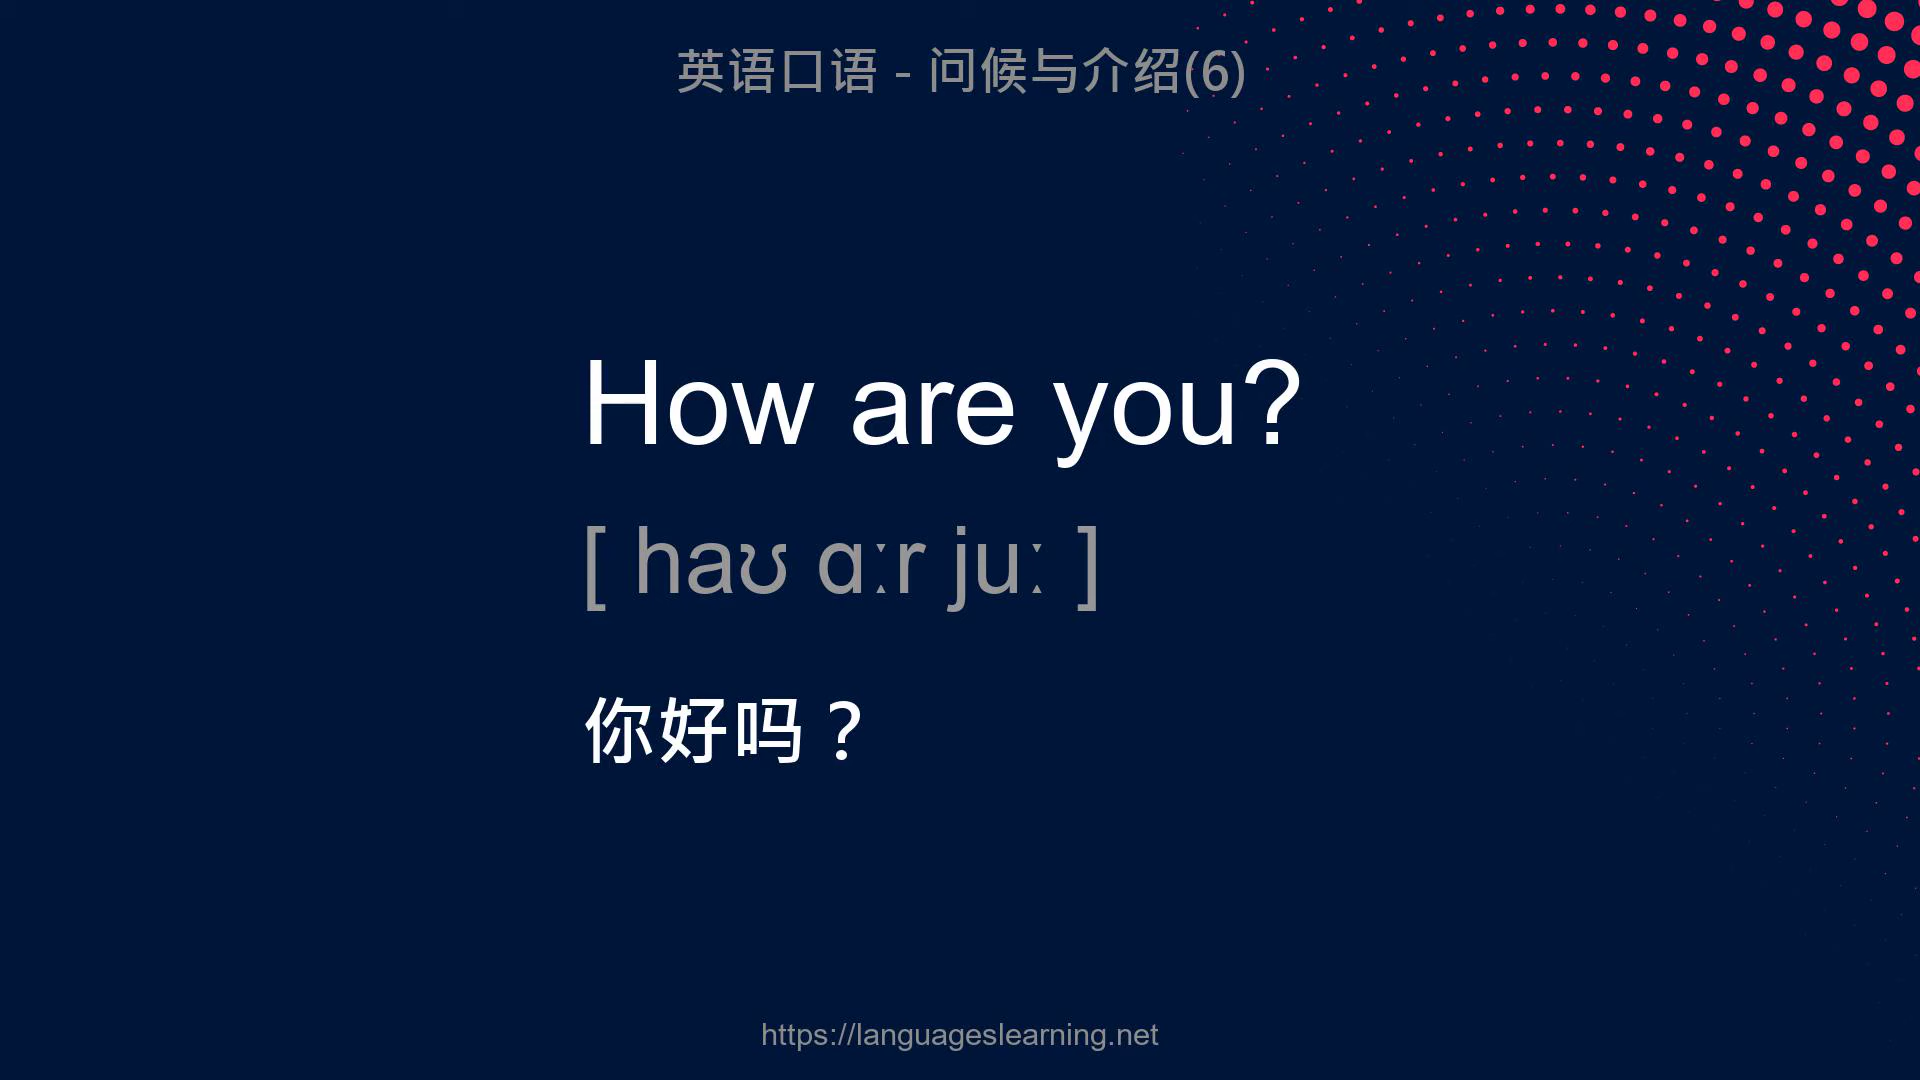 英语口语 - 问候与介绍(6)
How are you?
[ haʊ ɑːr juː ]
你好吗？
https://languageslearning.net